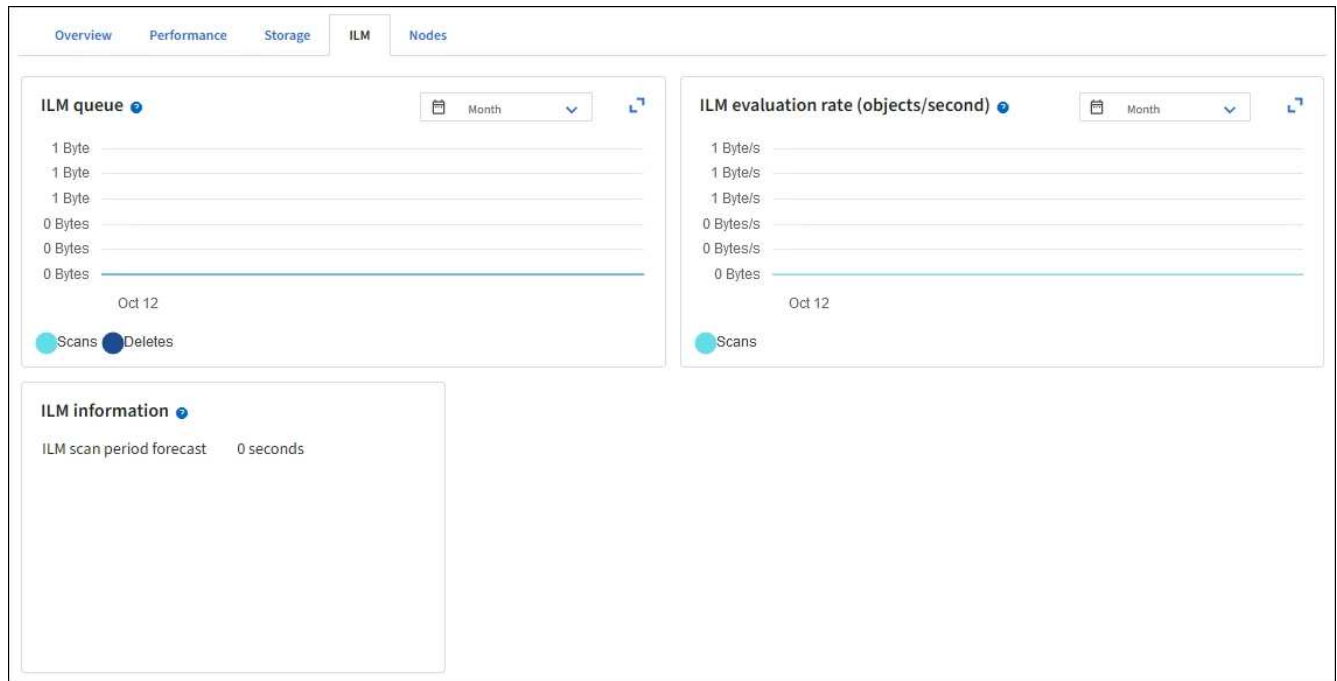 Overview Performance Storage ILM Nodes
ILM queue ? Month
1 Byte
1 Byte
1 Byte
0 Bytes
0 Bytes
0 Bytes
Oct 12
Scans Deletes
ILM evaluation rate (objects/second) ? Month
1 Byte/s
1 Byte/s
1 Byte/s
0 Bytes/s
0 Bytes/s
0 Bytes
Oct 12
Scans
ILM information ?
ILM scan period forecast 0 seconds